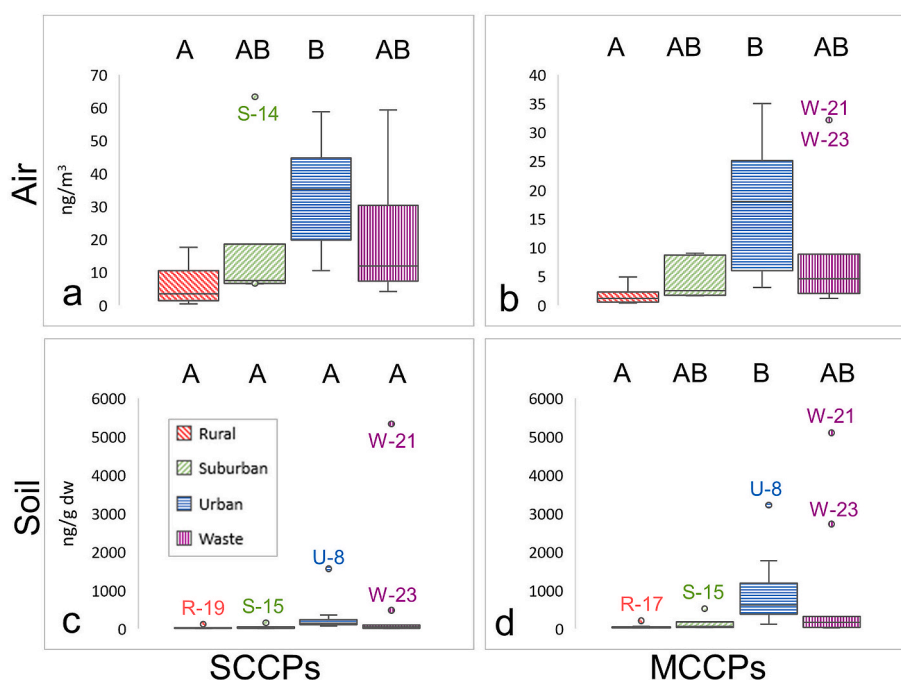 A AB B AB
70
60
50
40
30
20
10
0
S-14
ng/m³
Air
a
A AB B AB
40
35
30
25
20
15
10
5
0
W-21
W-23
b
A A A A
6000
5000
4000
3000
2000
1000
0
Rural
Suburban
Urban
Waste
R-19
S-15
U-8
W-21
W-23
ng/g dw
Soil
c
SCCPs
A AB B AB
6000
5000
4000
3000
2000
1000
0
R-17
S-15
U-8
W-21
W-23
d
MCCPs